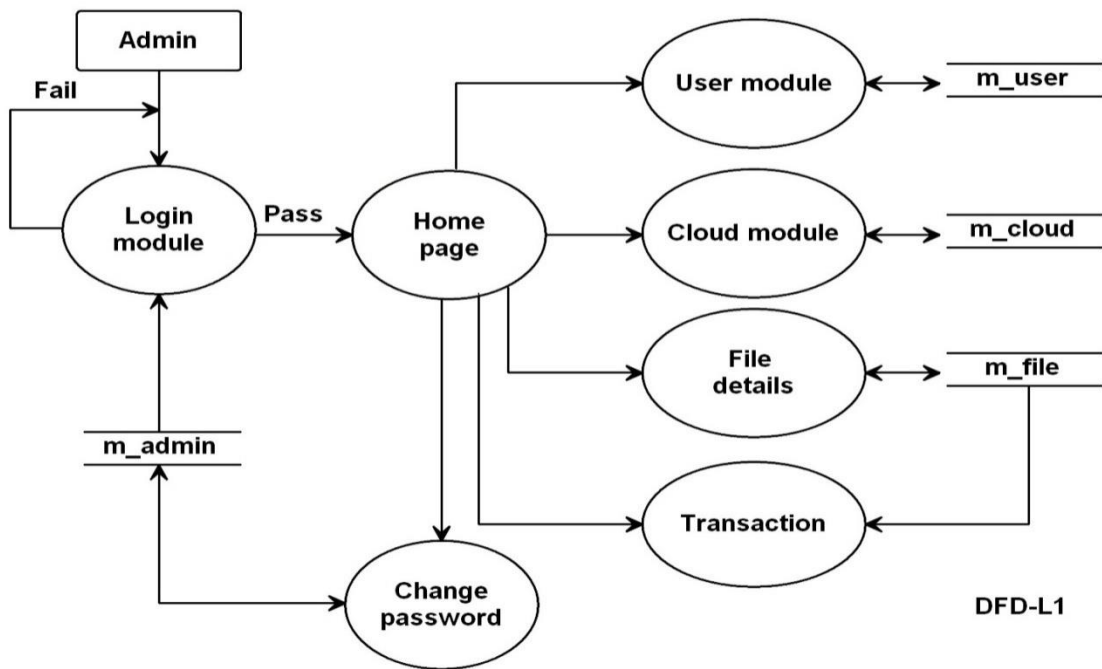 Admin
Fail
User module
m_user
Login
module
Pass
Home
page
Cloud module
m_cloud
File
details
m_file
m_admin
Transaction
Change
password
DFD-L1